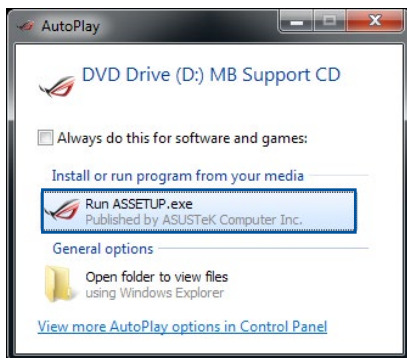 AutoPlay
DVD Drive (D:) MB Support CD
Always do this for software and games:
Install or run program from your media
Run ASSETUP.exe
Published by ASUSTeK Computer Inc.
General options
Open folder to view files
using Windows Explorer
View more AutoPlay options in Control Panel